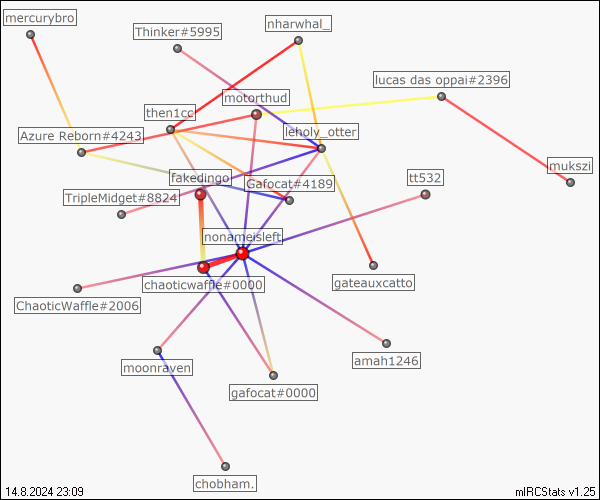 mercurybro
nharwhal_
Thinker#5995
lucas das oppai#2396
motorthud
then1cc
leholy_otter
Azure Reborn#4243
mukszi
fakedingo
Gafocat#4189
tt532
TripleMidget#8824
nonameisleft
chaoticwaffle#0000
gateauxcatto
ChaoticWaffle#2006
amah1246
moonraven
gafocat#0000
chobham.
14.8.2024 23:09
mIRCStats v1.25